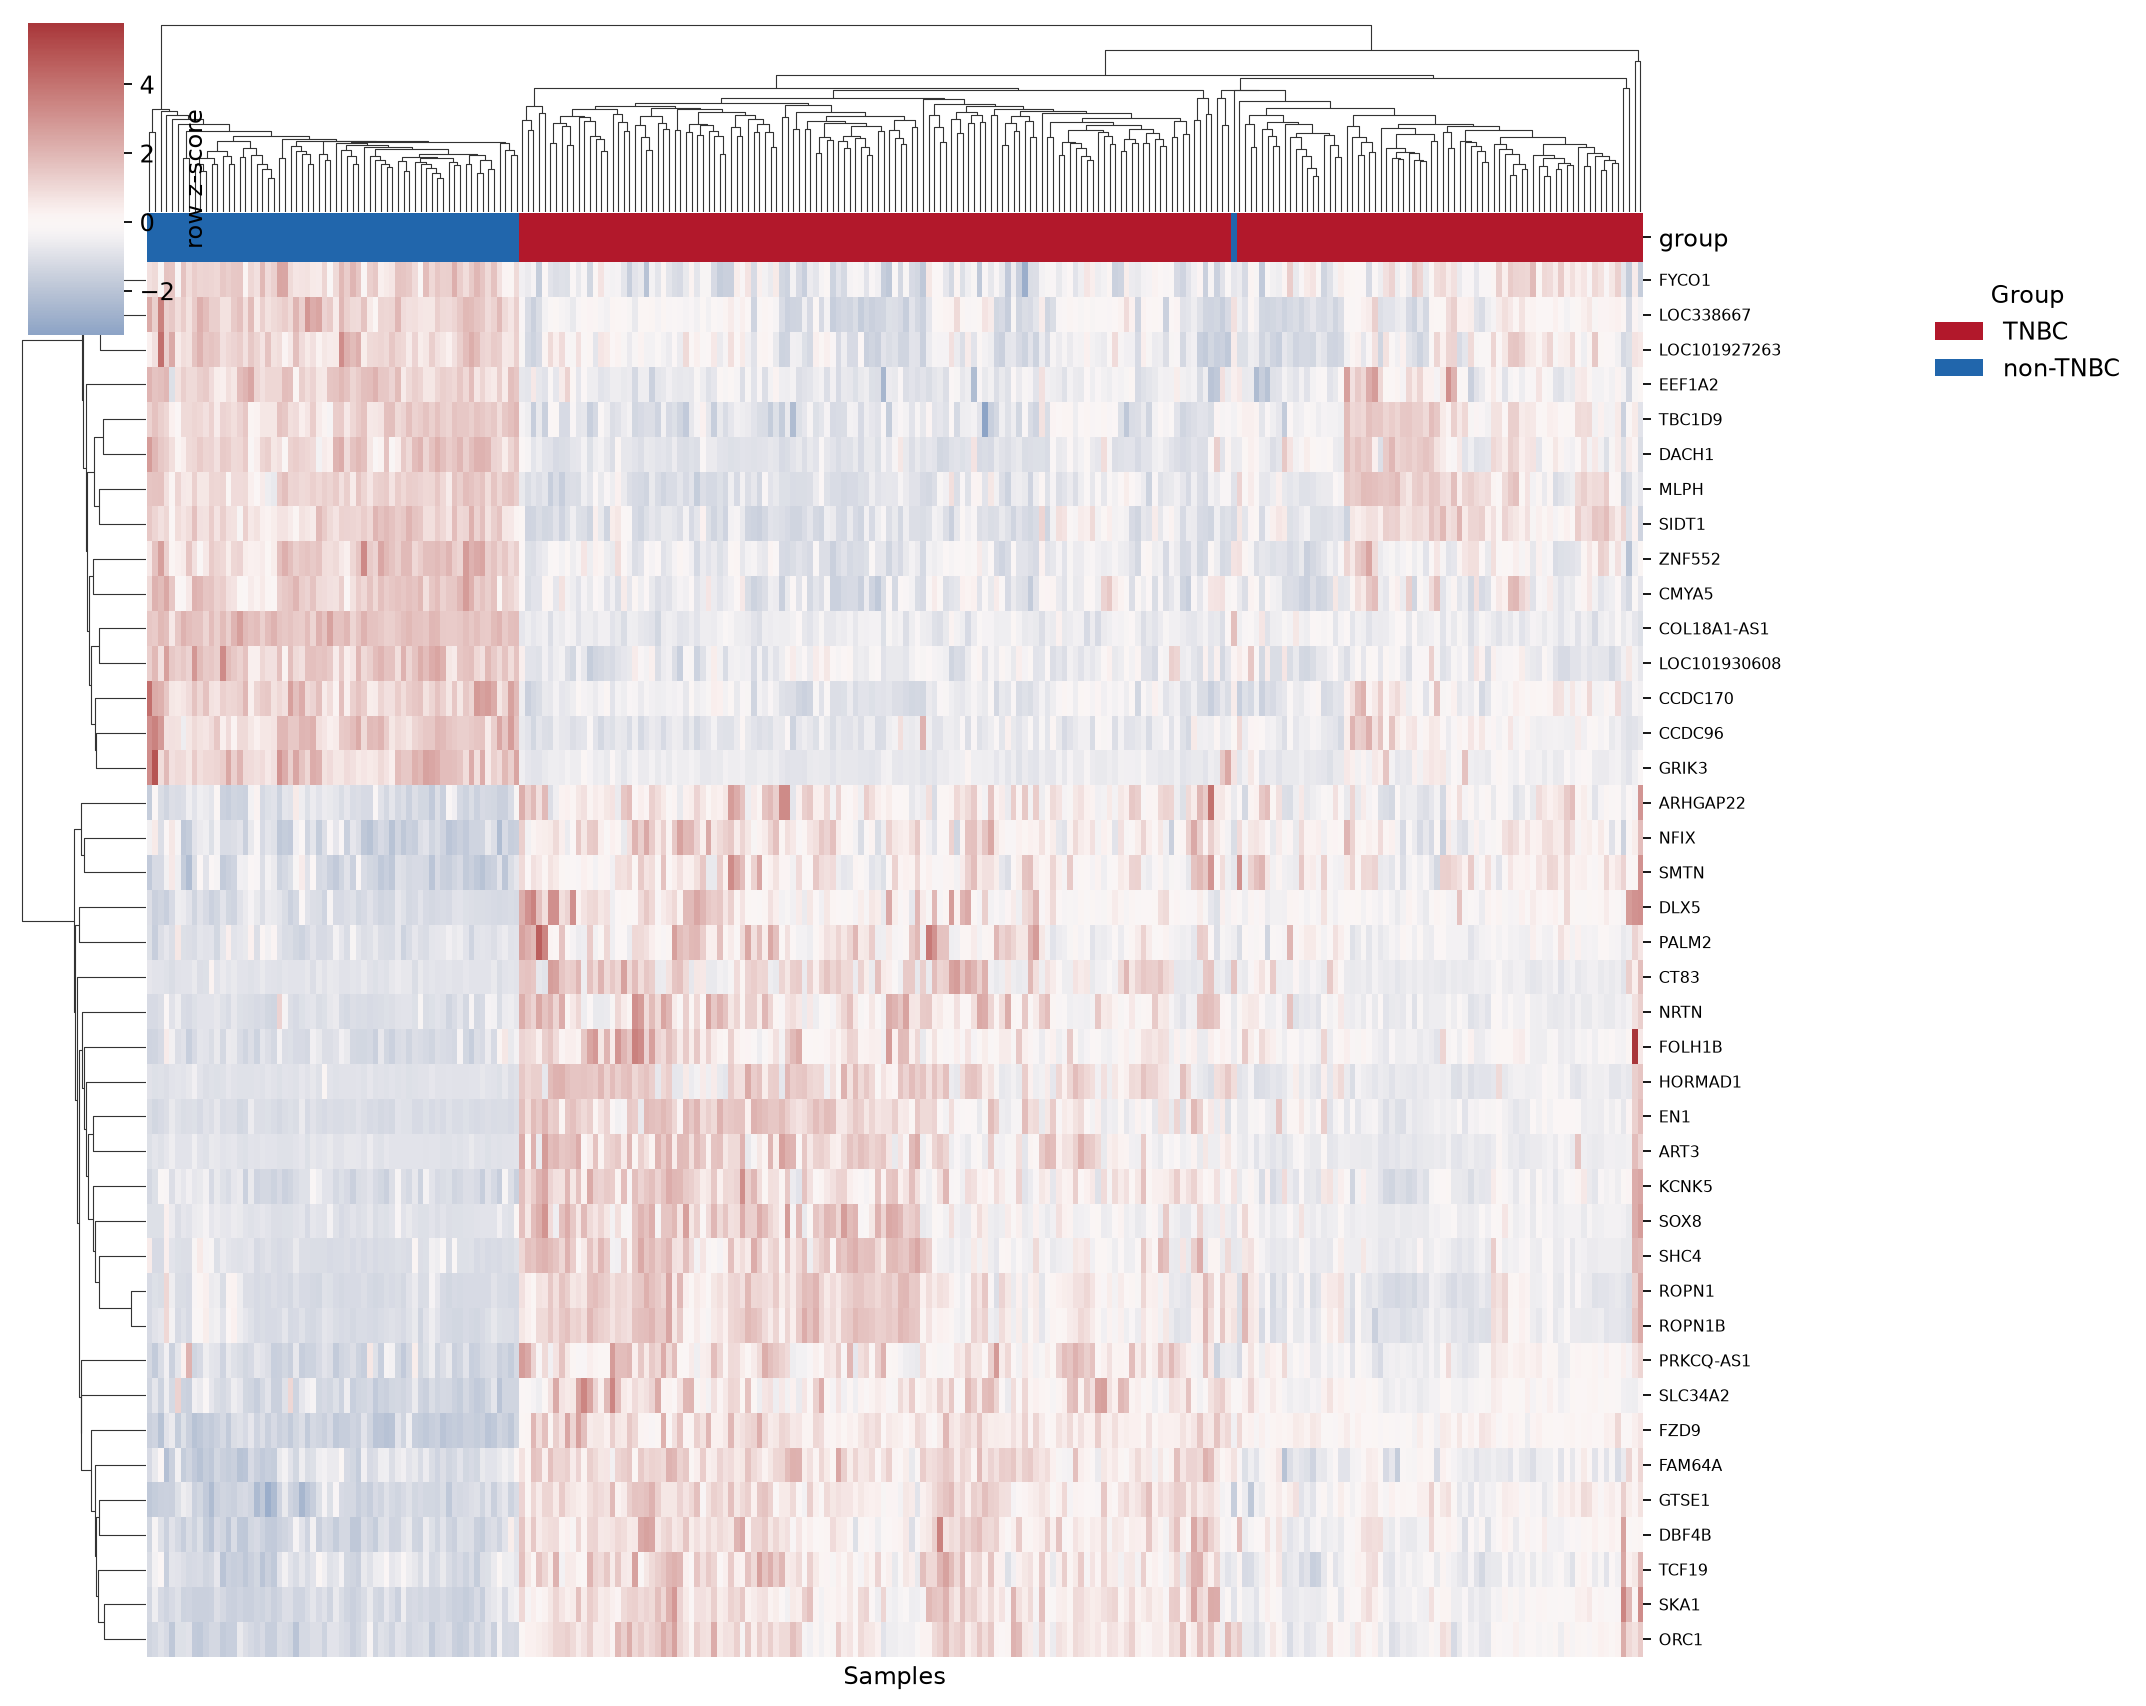 4
2
0
−2
row z-score
group
FYCO1
LOC338667
LOC101927263
EEF1A2
TBC1D9
DACH1
MLPH
SIDT1
ZNF552
CMYA5
COL18A1-AS1
LOC101930608
CCDC170
CCDC96
GRIK3
ARHGAP22
NFIX
SMTN
DLX5
PALM2
CT83
NRTN
FOLH1B
HORMAD1
EN1
ART3
KCNK5
SOX8
SHC4
ROPN1
ROPN1B
PRKCQ-AS1
SLC34A2
FZD9
FAM64A
GTSE1
DBF4B
TCF19
SKA1
ORC1
Samples
Group
TNBC
non-TNBC